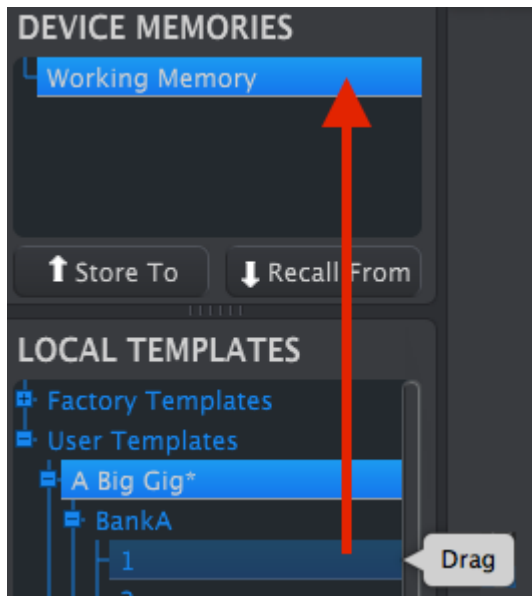 DEVICE MEMORIES
Working Memory
Store To
Recall From
LOCAL TEMPLATES
Factory Templates
User Templates
A Big Gig*
BankA
1
Drag